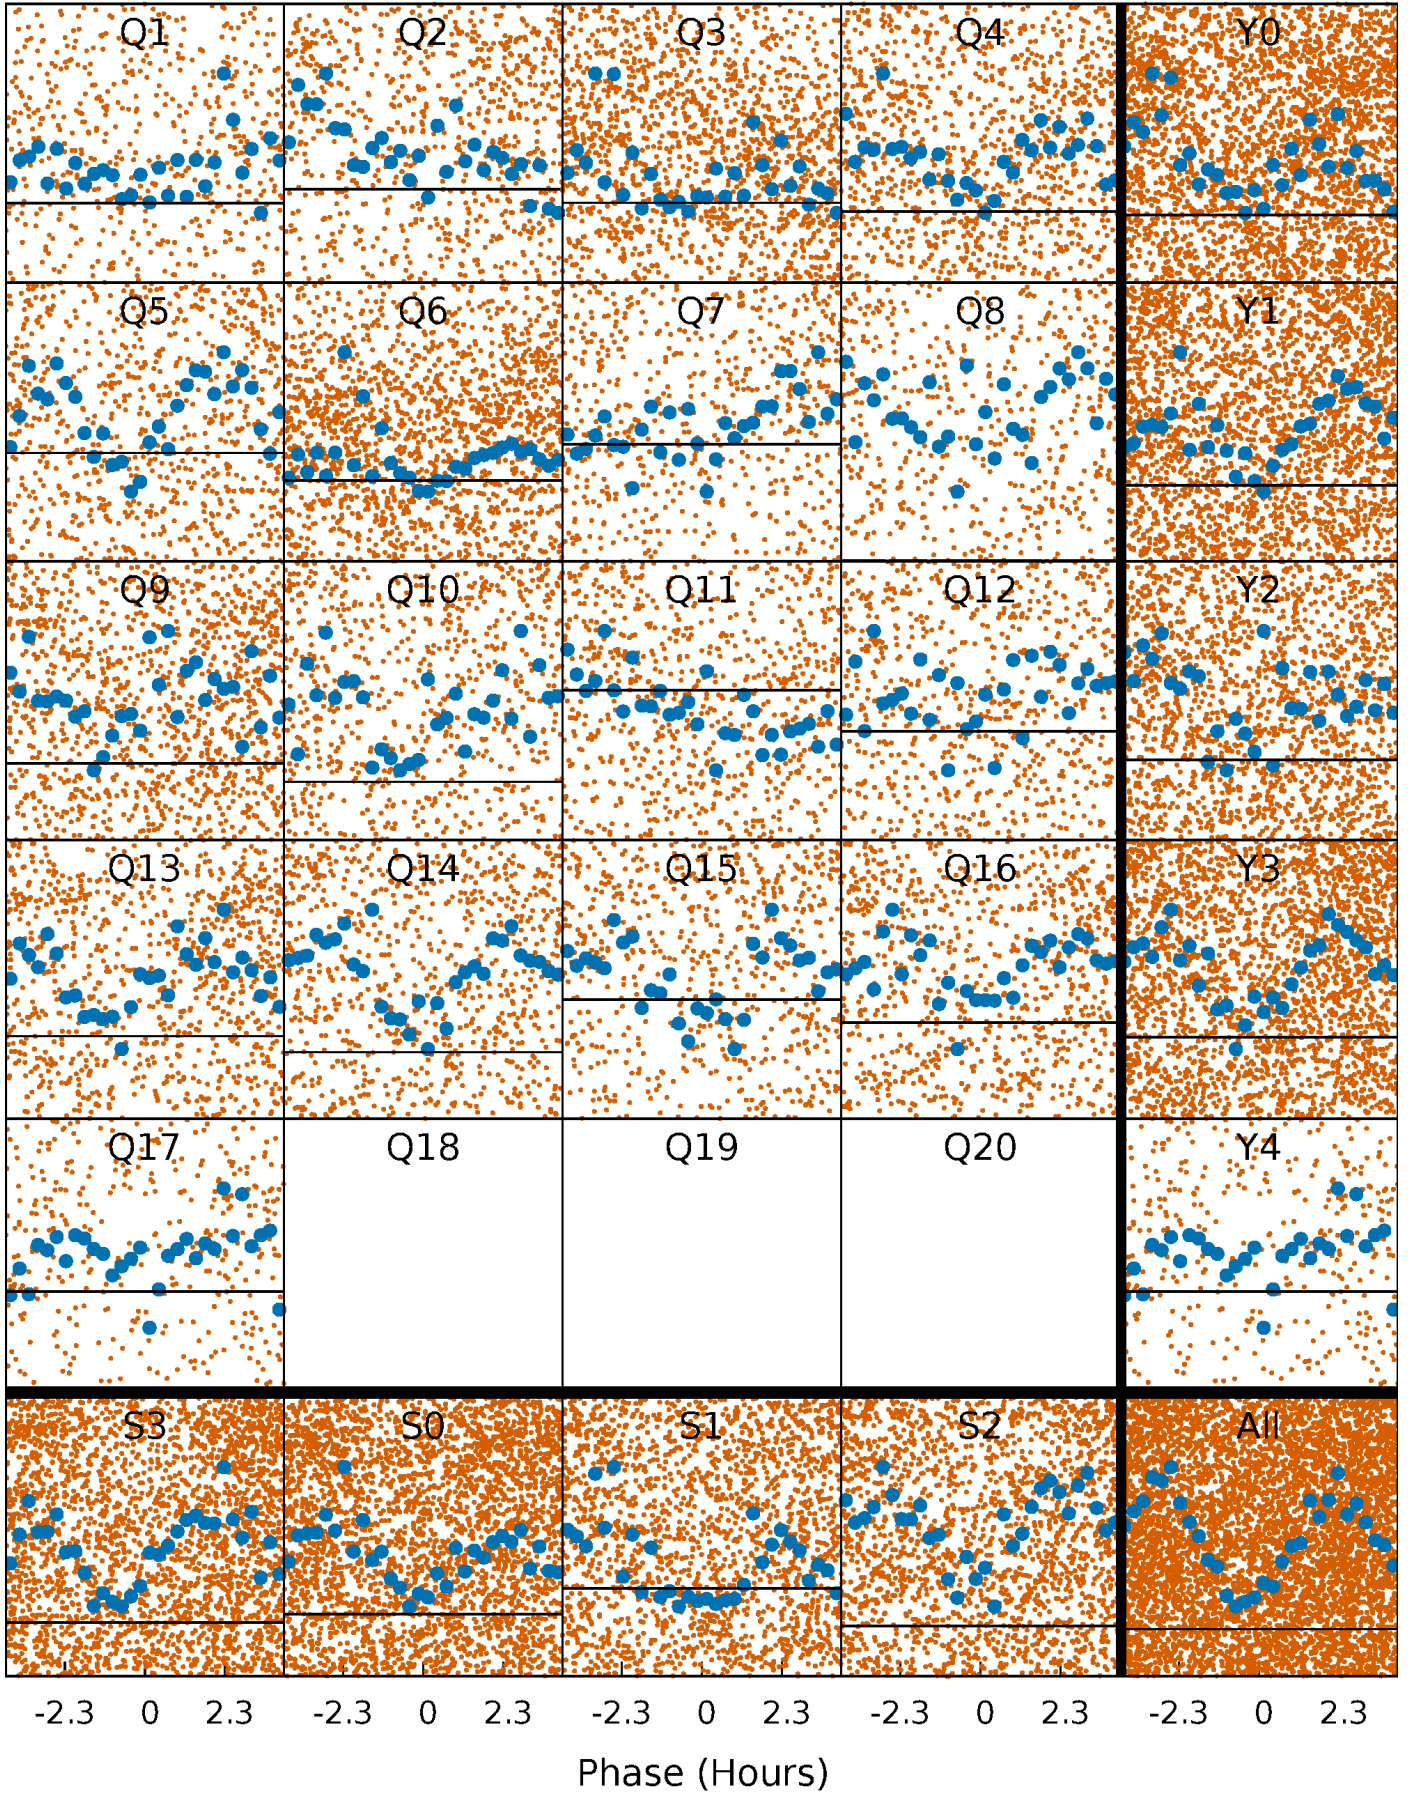 Q1 Q2 Q3 Q4 Y0
Q5 Q6 Q7 Q8 Y1
Q9 Q10 Q11 Q12 Y2
Q13 Q14 Q15 Q16 Y3
Q17 Q18 Q19 Q20 Y4
S3 S0 S1 S2 All
-2.3 0 2.3 -2.3 0 2.3 -2.3 0 2.3 -2.3 0 2.3 -2.3 0 2.3
Phase (Hours)